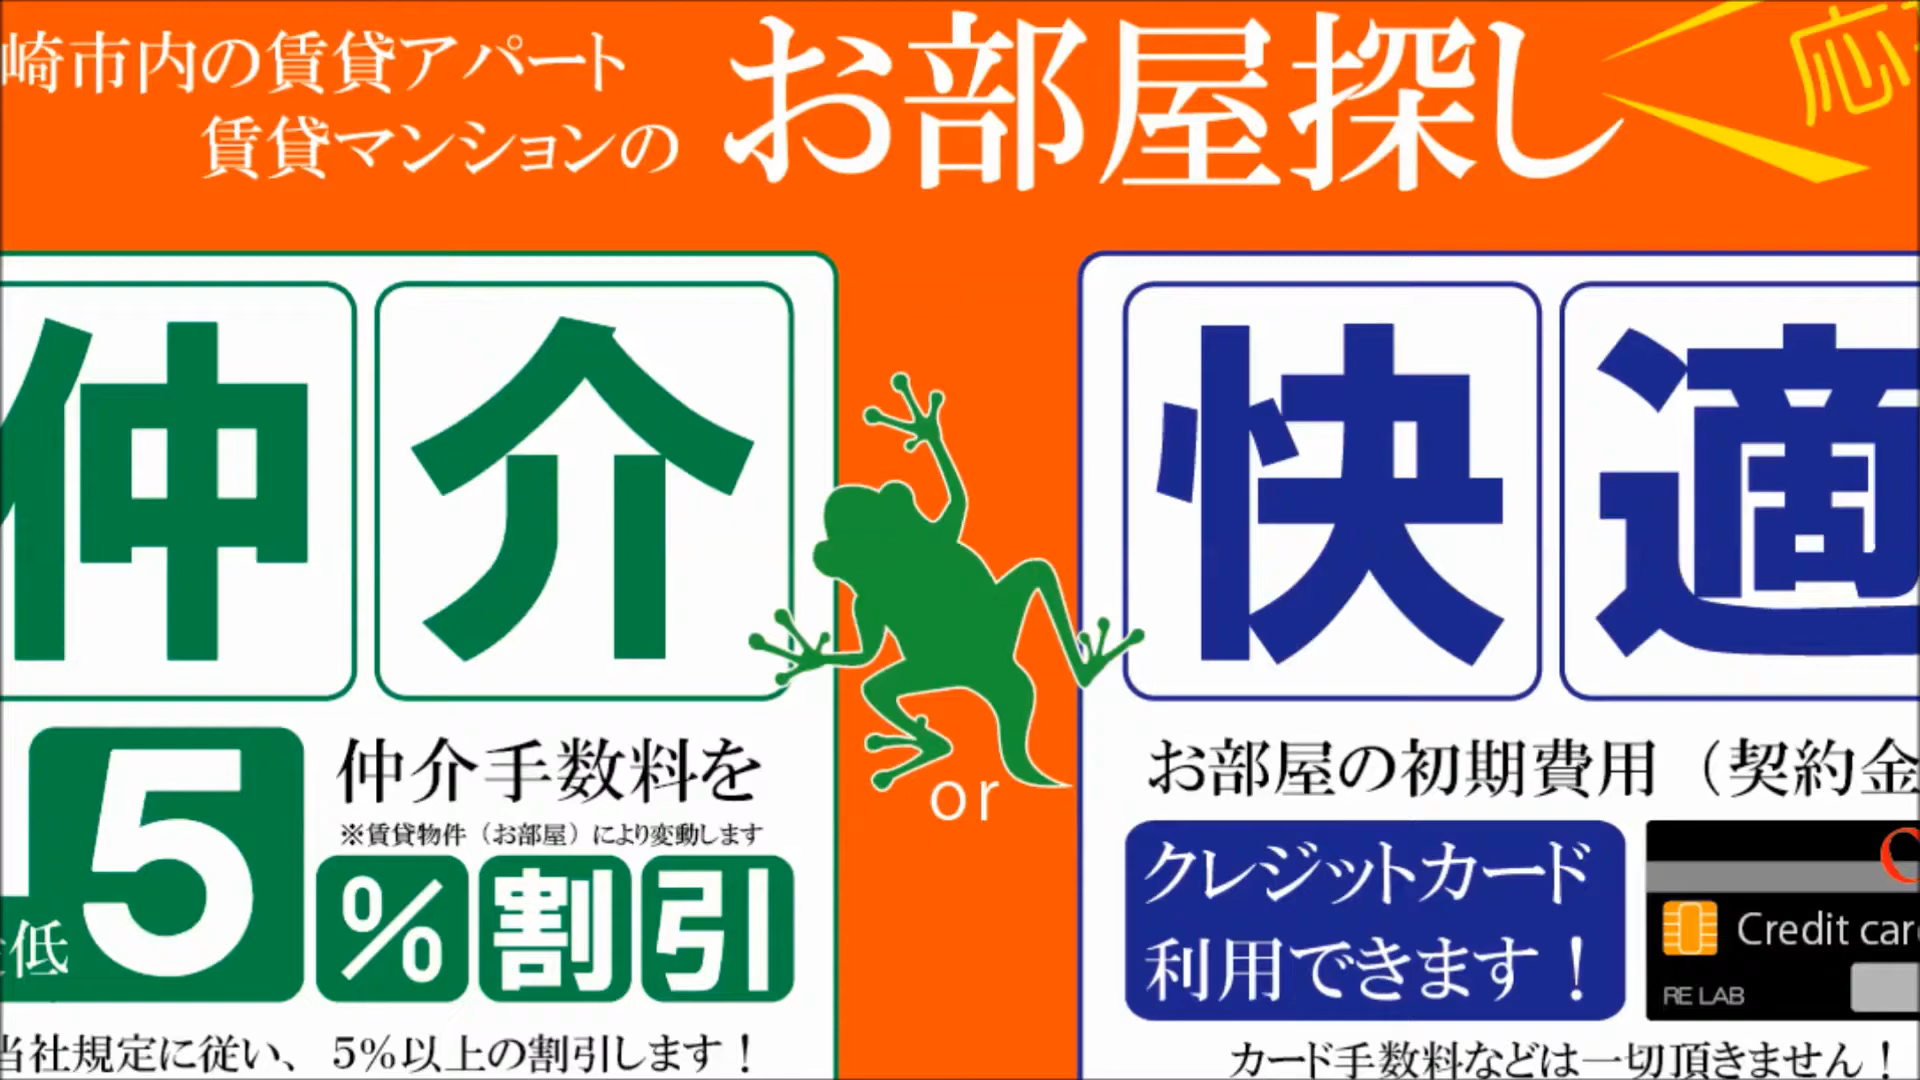 崎市内の賃貸アパート
賃貸マンションの
お部屋探し
応
仲介
快適
5
低
仲介手数料を
※賃貸物件（お部屋）により変動します
%割引
当社規定に従い、5%以上の割引します！
or
お部屋の初期費用（契約金
クレジットカード
利用できます！
Credit car
RE LAB
カード手数料などは一切頂きません！